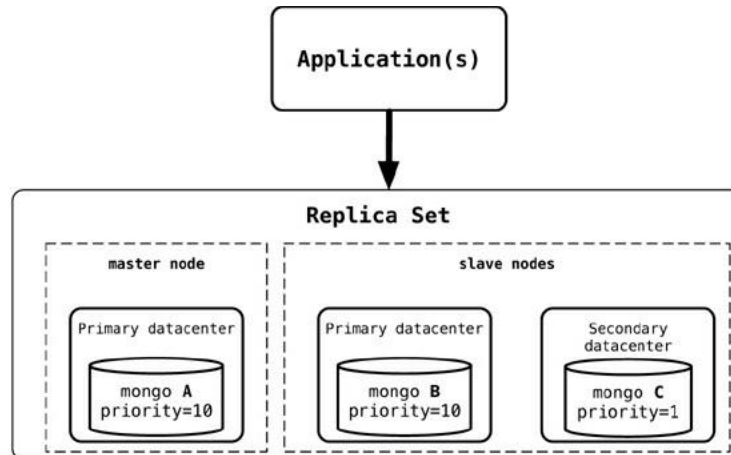 Application(s)
Replica Set
master node
slave nodes
Primary datacenter
mongo A
priority=10
Primary datacenter
mongo B
priority=10
Secondary
datacenter
mongo C
priority=1